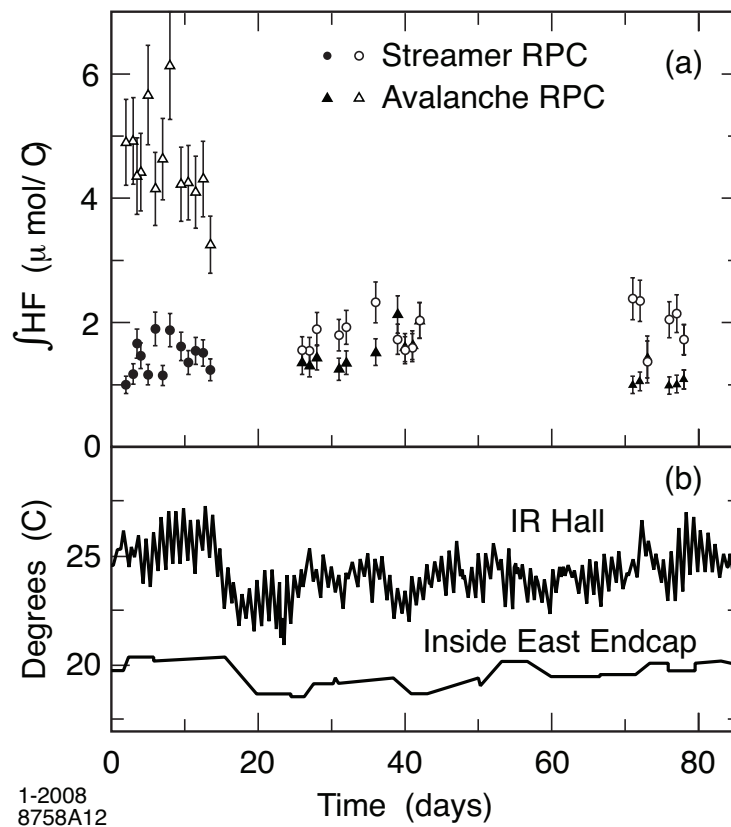 (a)
● ○ Streamer RPC
▲ △ Avalanche RPC
∫HF (μ mol/ C)
6
4
2
0
(b)
IR Hall
Inside East Endcap
Degrees (C)
25
20
0 20 40 60 80
Time (days)
1-2008
8758A12